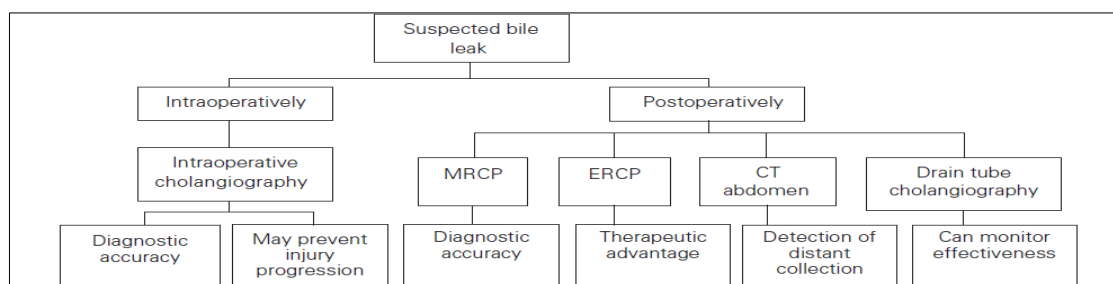 Suspected bile
leak
Intraoperatively
Postoperatively
Intraoperative
cholangiography
MRCP
ERCP
CT
abdomen
Drain tube
cholangiography
Diagnostic
accuracy
May prevent
injury
progression
Diagnostic
accuracy
Therapeutic
advantage
Detection of
distant
collection
Can monitor
effectiveness